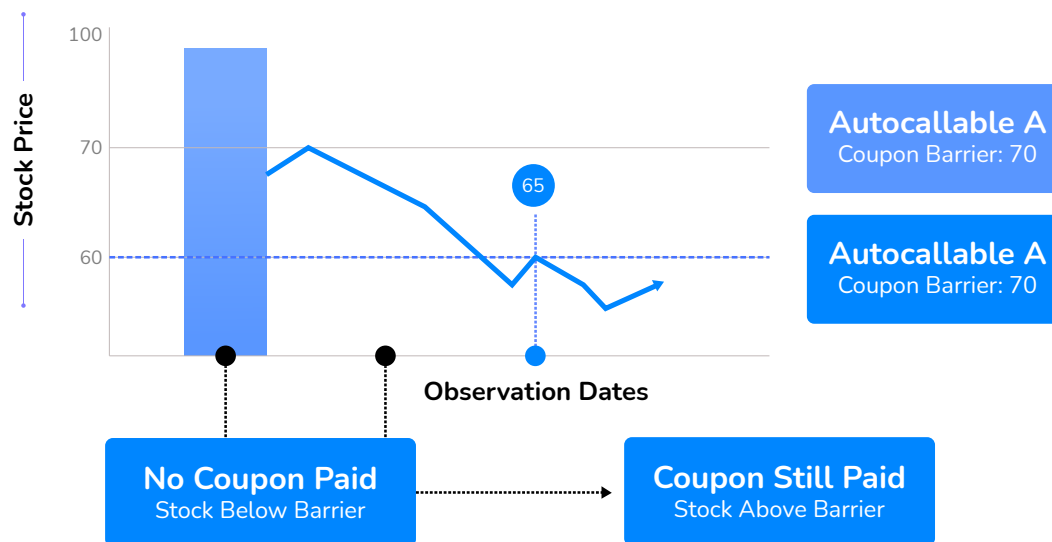 Stock Price
100
70
60
65
Autocallable A
Coupon Barrier: 70
Autocallable A
Coupon Barrier: 70
Observation Dates
No Coupon Paid
Stock Below Barrier
Coupon Still Paid
Stock Above Barrier